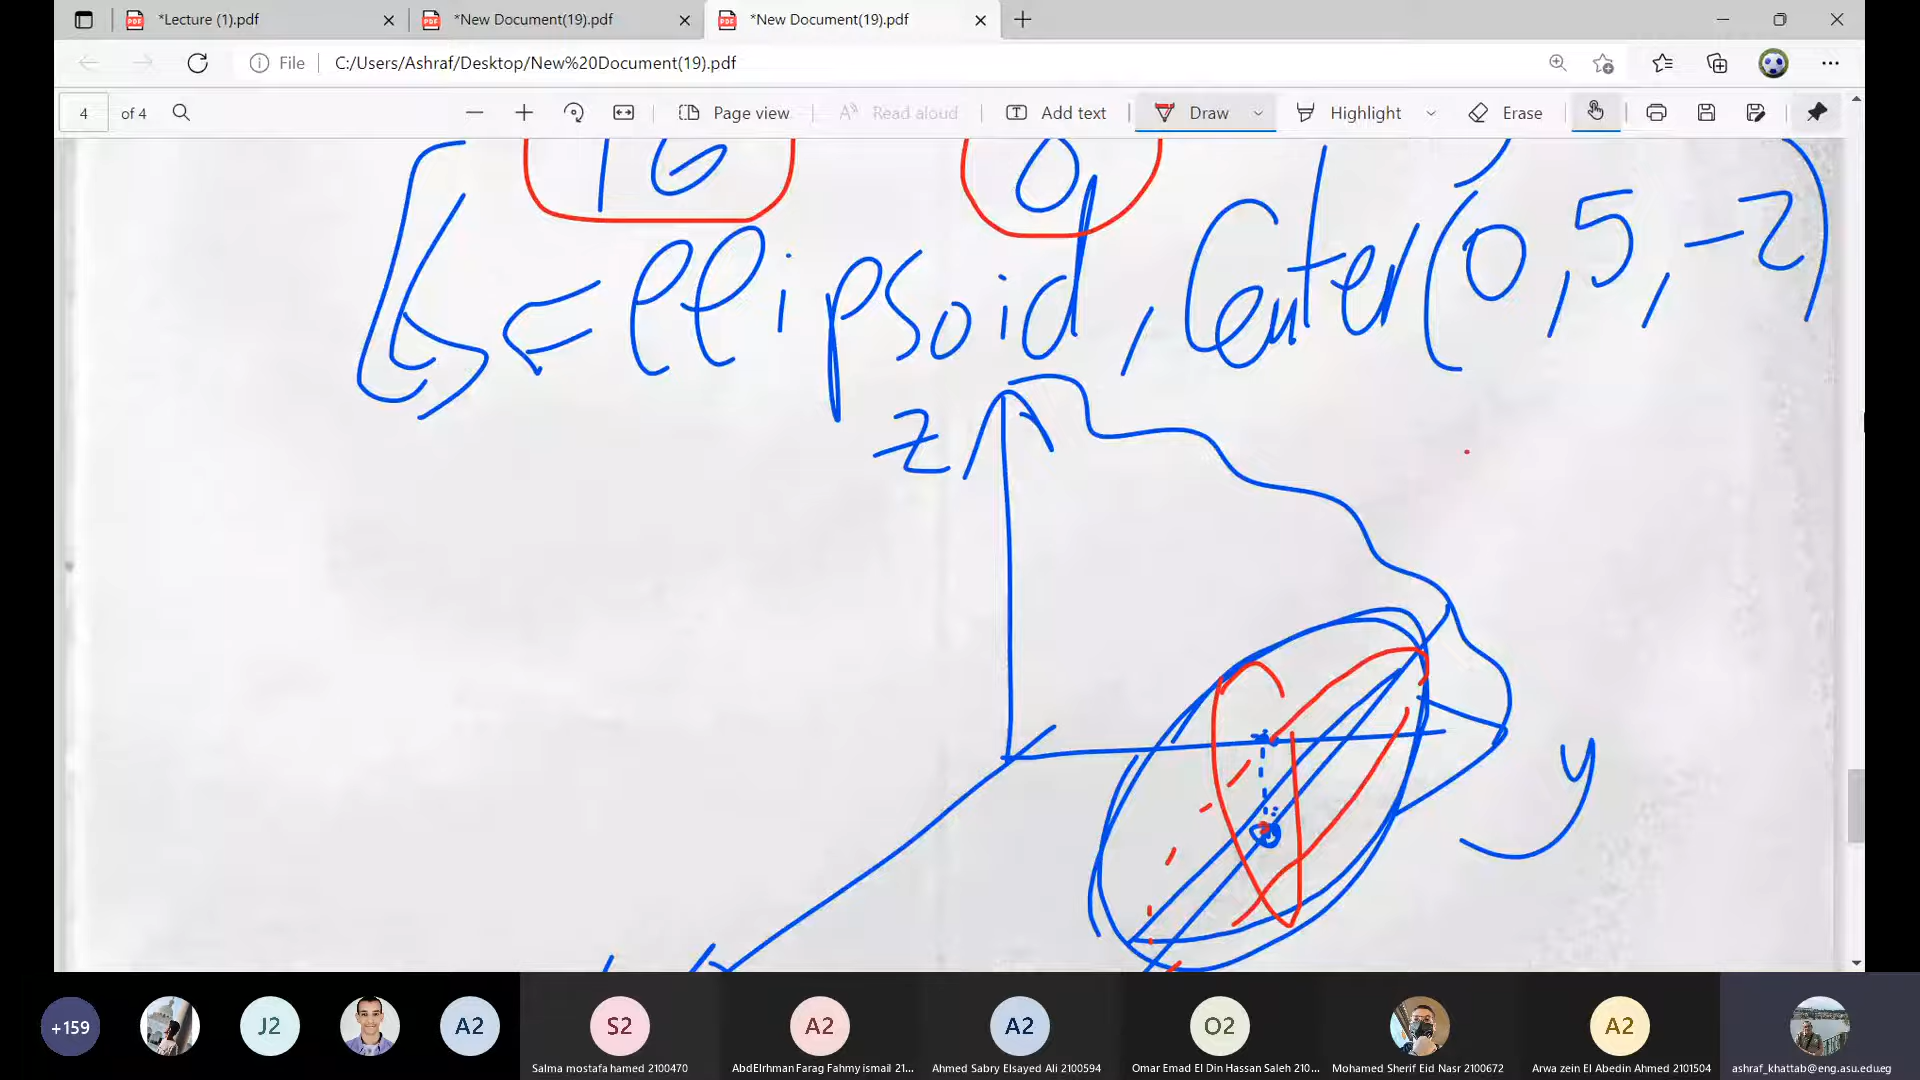 *Lecture (1).pdf
*New Document(19).pdf
*New Document(19).pdf
File
C:/Users/Ashraf/Desktop/New%20Document(19).pdf
4 of 4
Page view
Read aloud
Add text
Draw
Highlight
Erase
16 0
ellipsoid, Center (0, 5, -2)
z
y
+159
J2
A2
S2
A2
A2
O2
A2
Salma mostafa hamed 2100470
AbdElrhman Farag Fahmy ismail 21...
Ahmed Sabry Elsayed Ali 2100594
Omar Emad El Din Hassan Saleh 210...
Mohamed Sherif Eid Nasr 2100672
Arwa zein El Abedin Ahmed 2101504
ashraf_khattab@eng.asu.edu.eg